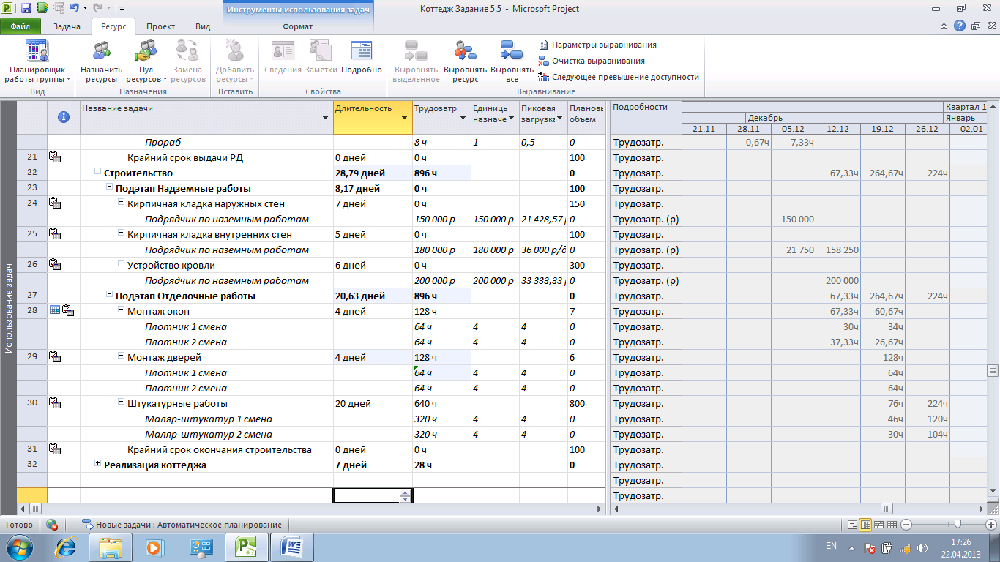 Инструменты использования задач
Коттедж Задание 5.5 - Microsoft Project
Файл Задача Ресурс Проект Вид Формат
Планировщик работы группы
Назначить ресурсы
Пул ресурсов
Замена ресурсов
Добавить ресурсы
Сведения Заметки Подробно
Выровнять выделенное
Выровнять ресурс
Выровнять все
Параметры выравнивания
Очистка выравнивания
Следующее превышение доступности
Вид Назначения Вставить Свойства Выравнивание
Название задачи Длительность Трудозатра Единицы назначе Пиковая загрузка Плановы объем Подробности
Квартал 1
Декабрь Январь
21.11 28.11 05.12 12.12 19.12 26.12 02.01
Прораб 8 ч 1 0,5 0 Трудозатр. 0,67ч 7,33ч
21 Крайний срок выдачи РД 0 дней 0 ч 100 Трудозатр.
22 Строительство 28,79 дней 896 ч 0 Трудозатр. 67,33ч 264,67ч 224ч
23 Подэтап Надземные работы 8,17 дней 0 ч 100 Трудозатр.
24 Кирпичная кладка наружных стен 7 дней 0 ч 150 Трудозатр.
Подрядчик по наземным работам 150 000 р 150 000 р 21 428,57 р 0 Трудозатр. (р) 150 000
25 Кирпичная кладка внутренних стен 5 дней 0 ч 100 Трудозатр.
Подрядчик по наземным работам 180 000 р 180 000 р 36 000 р/д 0 Трудозатр. (р) 21 750 158 250
26 Устройство кровли 6 дней 0 ч 300 Трудозатр.
Подрядчик по наземным работам 200 000 р 200 000 р 33 333,33 р 0 Трудозатр. (р) 200 000
27 Подэтап Отделочные работы 20,63 дней 896 ч 0 Трудозатр. 67,33ч 264,67ч 224ч
28 Монтаж окон 4 дней 128 ч 7 Трудозатр. 67,33ч 60,67ч
Плотник 1 смена 64 ч 4 4 0 Трудозатр. 30ч 34ч
Плотник 2 смена 64 ч 4 4 0 Трудозатр. 37,33ч 26,67ч
29 Монтаж дверей 4 дней 128 ч 6 Трудозатр. 128ч
Плотник 1 смена 64 ч 4 4 0 Трудозатр. 64ч
Плотник 2 смена 64 ч 4 4 0 Трудозатр. 64ч
30 Штукатурные работы 20 дней 640 ч 800 Трудозатр. 76ч 224ч
Маляр-штукатур 1 смена 320 ч 4 4 0 Трудозатр. 46ч 120ч
Маляр-штукатур 2 смена 320 ч 4 4 0 Трудозатр. 30ч 104ч
31 Крайний срок окончания строительства 0 дней 0 ч 100 Трудозатр.
32 Реализация коттеджа 7 дней 28 ч 0 Трудозатр.
Трудозатр.
Трудозатр.
Использование задач
Готово Новые задачи : Автоматическое планирование
EN 17:26
22.04.2013